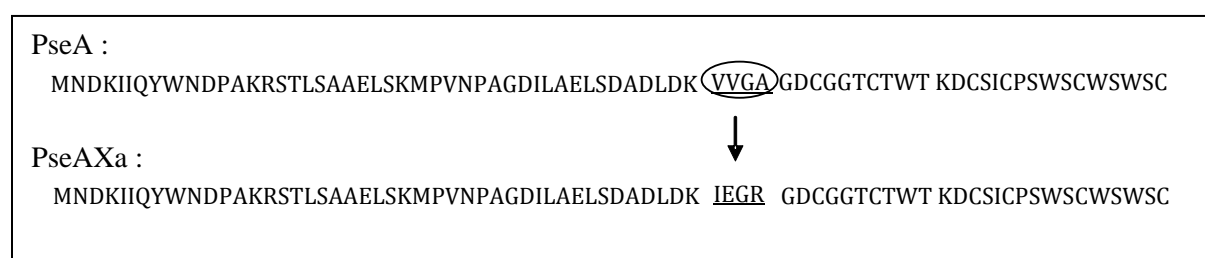 PseA :
MNDKIIQYWNDPAKRSTLSAAELSKMPVNPAGDILAELSDADLDK VVGA GDCGGTCTWT KDCSICPSWSCWSWSC
PseAXa :
MNDKIIQYWNDPAKRSTLSAAELSKMPVNPAGDILAELSDADLDK IEGR GDCGGTCTWT KDCSICPSWSCWSWSC